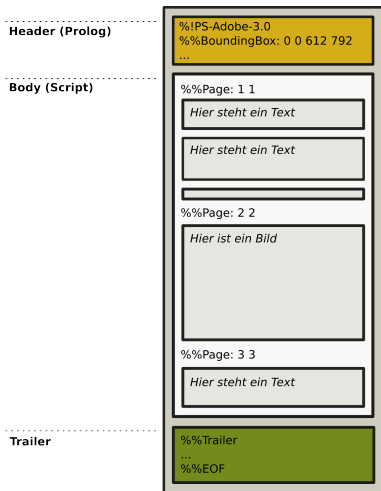 Header (Prolog)
%!PS-Adobe-3.0
%%BoundingBox: 0 0 612 792
...
Body (Script)
%%Page: 1 1
Hier steht ein Text
Hier steht ein Text
%%Page: 2 2
Hier ist ein Bild
%%Page: 3 3
Hier steht ein Text
Trailer
%%Trailer
...
%%EOF